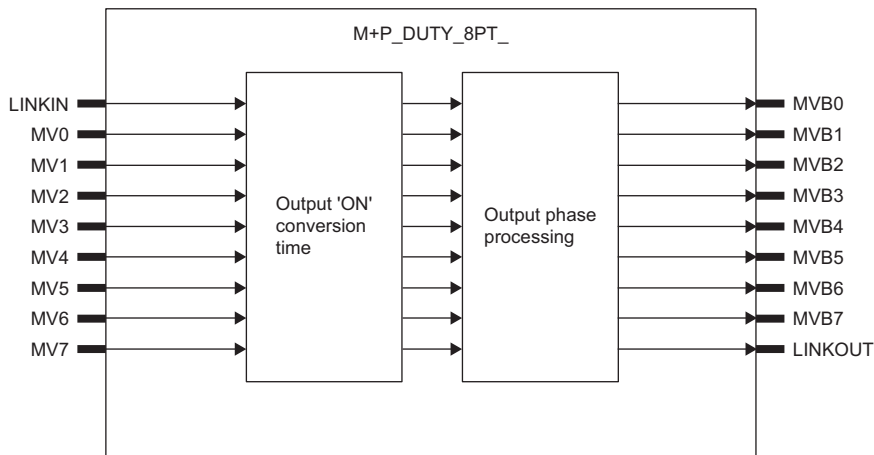 M+P_DUTY_8PT_
LINKIN
MV0
MV1
MV2
MV3
MV4
MV5
MV6
MV7
Output 'ON'
conversion
time
Output phase
processing
MVB0
MVB1
MVB2
MVB3
MVB4
MVB5
MVB6
MVB7
LINKOUT